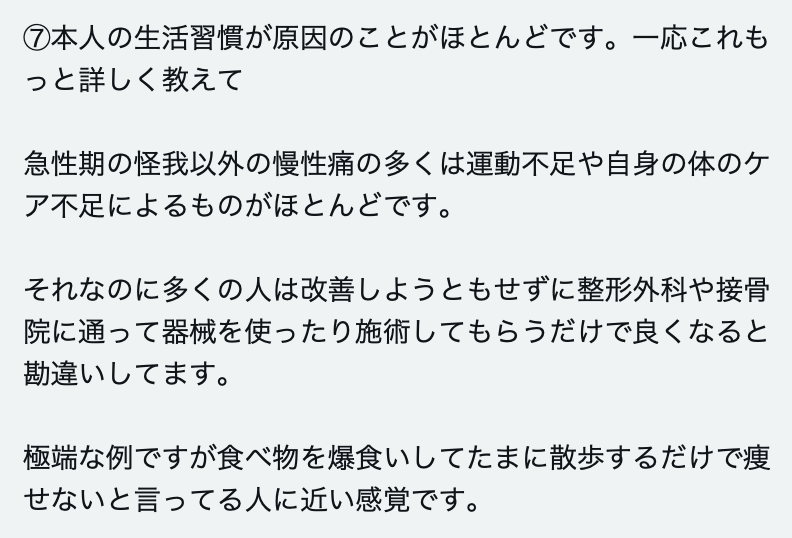 ⑦本人の生活習慣が原因のことがほとんどです。一応これも
っと詳しく教えて
急性期の怪我以外の慢性痛の多くは運動不足や自身の体のケ
ア不足によるものがほとんどです。
それなのに多くの人は改善しようともせずに整形外科や接骨
院に通って器械を使ったり施術してもらうだけで良くなると
勘違いしてます。
極端な例ですが食べ物を爆食いしてたまに散歩するだけで痩
せないと言ってる人に近い感覚です。